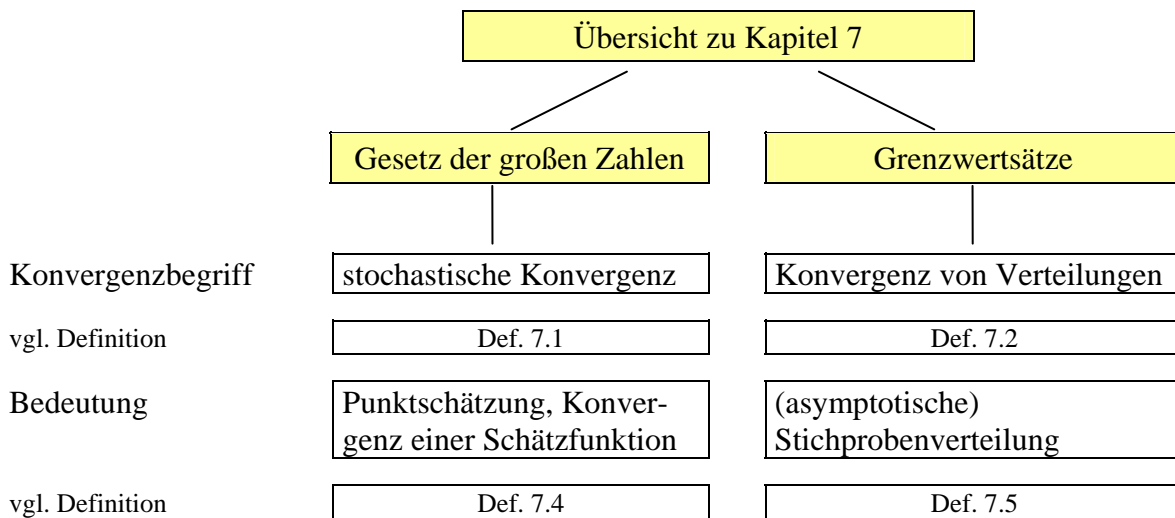 Übersicht zu Kapitel 7
Gesetz der großen Zahlen
Grenzwertsätze
Konvergenzbegriff
stochastische Konvergenz
Konvergenz von Verteilungen
vgl. Definition
Def. 7.1
Def. 7.2
Bedeutung
Punktschätzung, Konver-
genz einer Schätzfunktion
(asymptotische)
Stichprobenverteilung
vgl. Definition
Def. 7.4
Def. 7.5